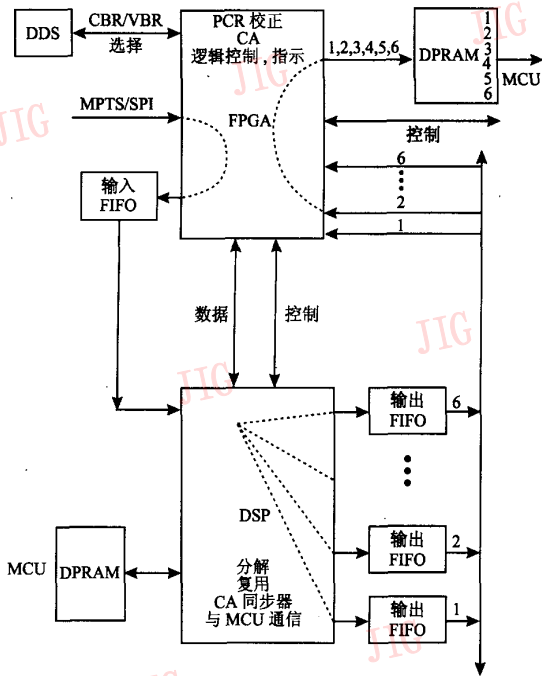 DDS
CBR/VBR
选择
PCR 校正
CA
逻辑控制,指示
FPGA
1,2,3,4,5,6
DPRAM
1
2
3
4
5
6
MCU
MPTS/SPI
控制
输入
FIFO
6
2
1
数据
控制
DSP
分解
复用
CA 同步器
与 MCU 通信
MCU
DPRAM
输出
FIFO
6
输出
FIFO
2
输出
FIFO
1
JIG
JIG
JIG
JIG
JIG
JIG